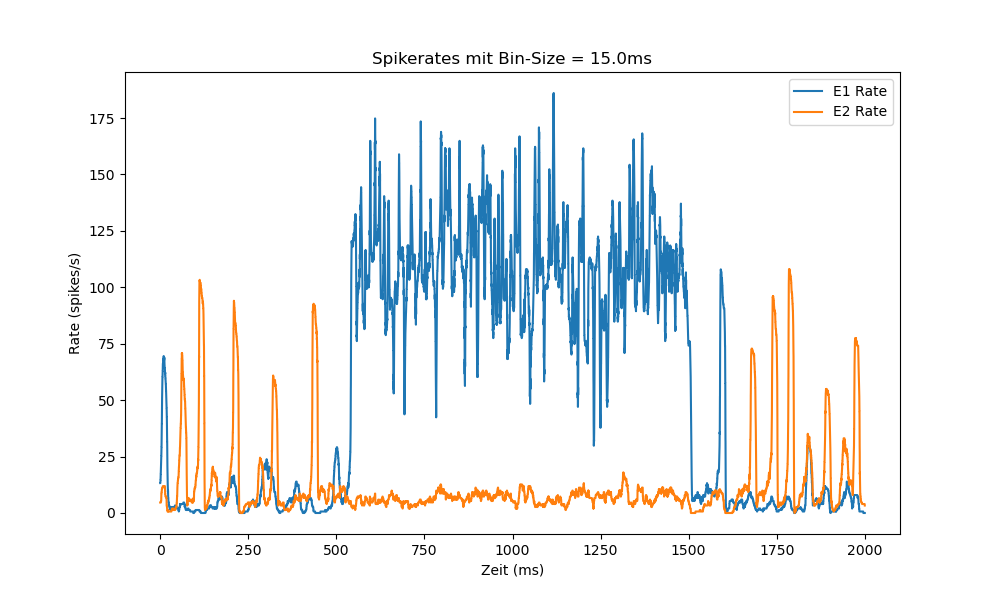 Spikerates mit Bin-Size = 15.0ms
E1 Rate
E2 Rate
Rate (spikes/s)
175
150
125
100
75
50
25
0
0 250 500 750 1000 1250 1500 1750 2000
Zeit (ms)